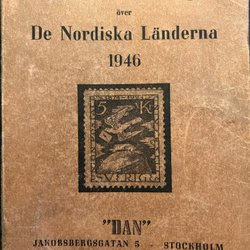 över
De Nordiska Länderna
1946
5 Kr
SVERIGE
"DAN"
JAKOBSBERGSGATAN 5 - STOCKHOLM